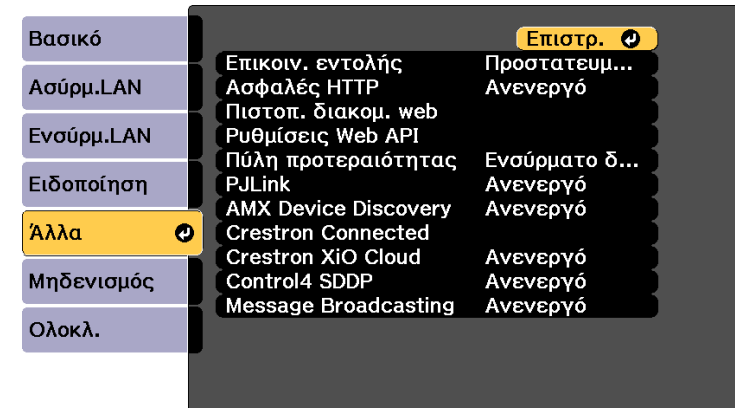 Βασικό
Ασύρμ.LAN
Ενσύρμ.LAN
Ειδοποίηση
Άλλα
Μηδενισμός
Ολοκλ.
Επιστρ.
Επικοιν. εντολής Προστατευμ...
Ασφαλές HTTP Ανενεργό
Πιστοπ. διακομ. web
Ρυθμίσεις Web API
Πύλη προτεραιότητας Ενσύρματο δ...
PJLink Ανενεργό
AMX Device Discovery Ανενεργό
Crestron Connected
Crestron XiO Cloud Ανενεργό
Control4 SDDP Ανενεργό
Message Broadcasting Ανενεργό